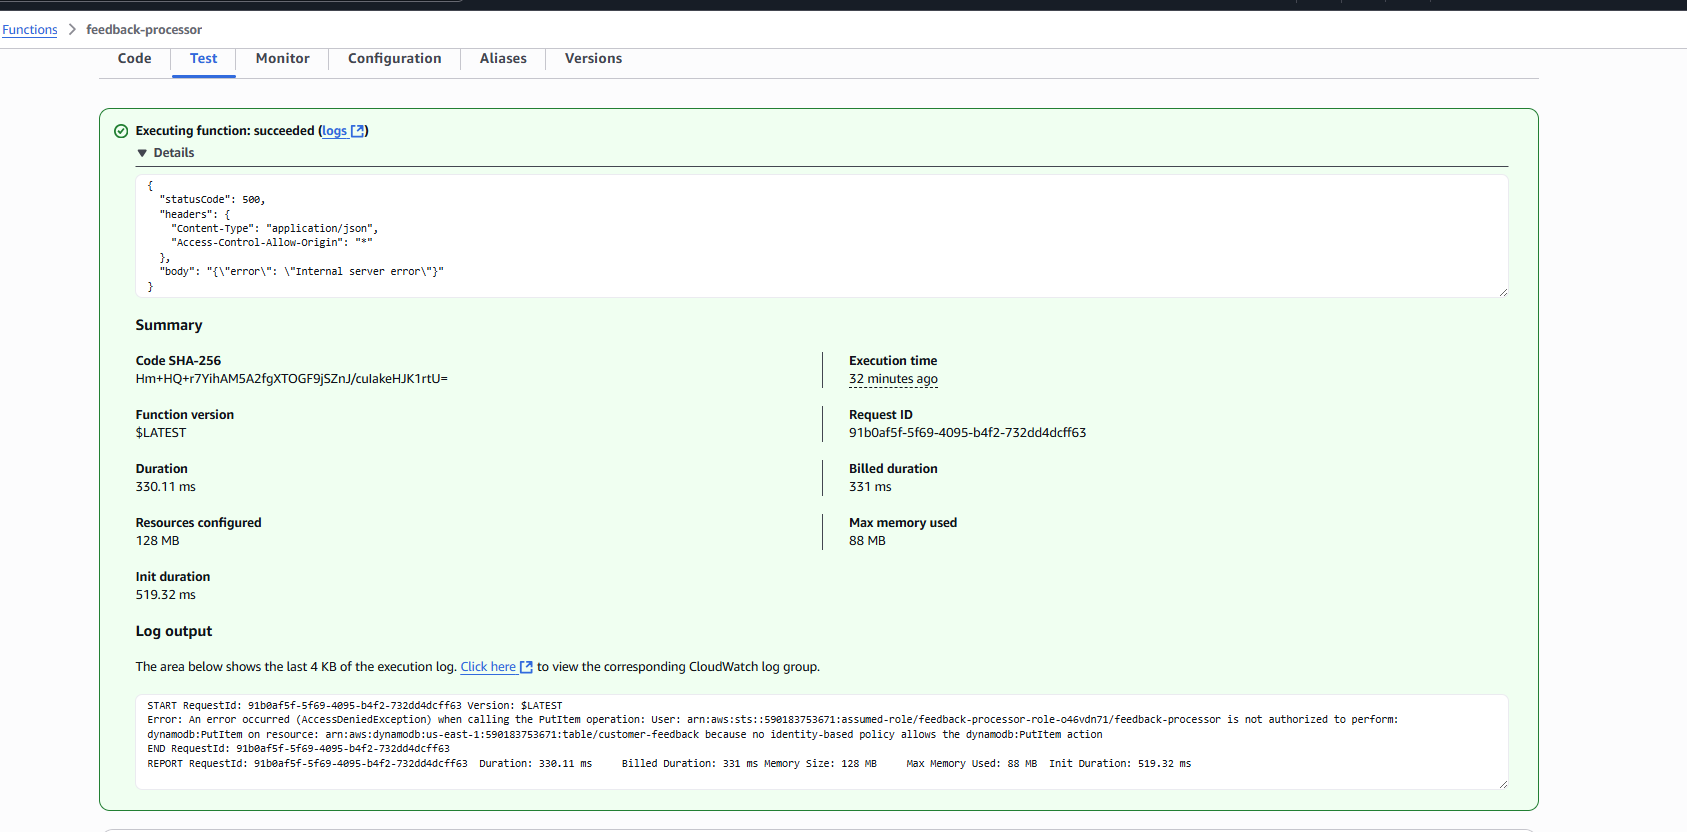 Functions > feedback-processor
Code Test Monitor Configuration Aliases Versions
Executing function: succeeded (logs)
Details
{
"statusCode": 500,
"headers": {
"Content-Type": "application/json",
"Access-Control-Allow-Origin": "*"
},
"body": "{\"error\": \"Internal server error\"}"
}
Summary
Code SHA-256
Hm+HQ+r7YihAM5A2fgXTOGF9jSZnJ/cuIakeHJK1rtU=
Execution time
32 minutes ago
Function version
$LATEST
Request ID
91b0af5f-5f69-4095-b4f2-732dd4dcff63
Duration
330.11 ms
Billed duration
331 ms
Resources configured
128 MB
Max memory used
88 MB
Init duration
519.32 ms
Log output
The area below shows the last 4 KB of the execution log. Click here to view the corresponding CloudWatch log group.
START RequestId: 91b0af5f-5f69-4095-b4f2-732dd4dcff63 Version: $LATEST
Error: An error occurred (AccessDeniedException) when calling the PutItem operation: User: arn:aws:sts::590183753671:assumed-role/feedback-processor-role-o46vdn71/feedback-processor is not authorized to perform:
dynamodb:PutItem on resource: arn:aws:dynamodb:us-east-1:590183753671:table/customer-feedback because no identity-based policy allows the dynamodb:PutItem action
END RequestId: 91b0af5f-5f69-4095-b4f2-732dd4dcff63
REPORT RequestId: 91b0af5f-5f69-4095-b4f2-732dd4dcff63 Duration: 330.11 ms Billed Duration: 331 ms Memory Size: 128 MB Max Memory Used: 88 MB Init Duration: 519.32 ms